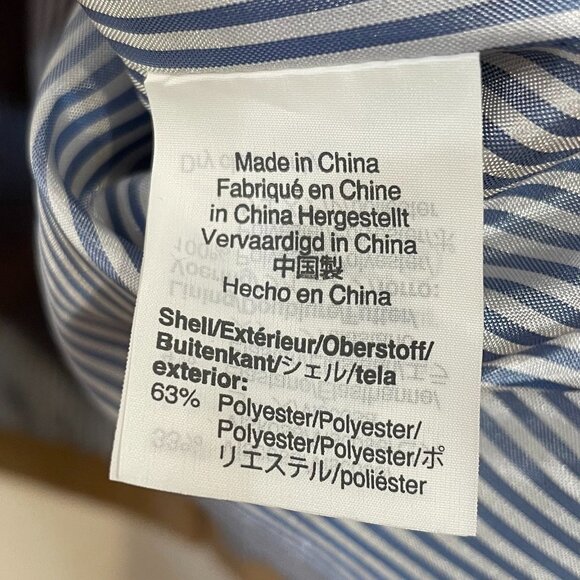 Made in China
Fabriqué en Chine
in China Hergestellt
Vervaardigd in China
中国製
Hecho en China
Shell/Extérieur/Oberstoff/
Buitenkant/シェル/tela
exterior:
63% Polyester/Polyester/
Polyester/Polyester/ポ
リエステル/poliéster